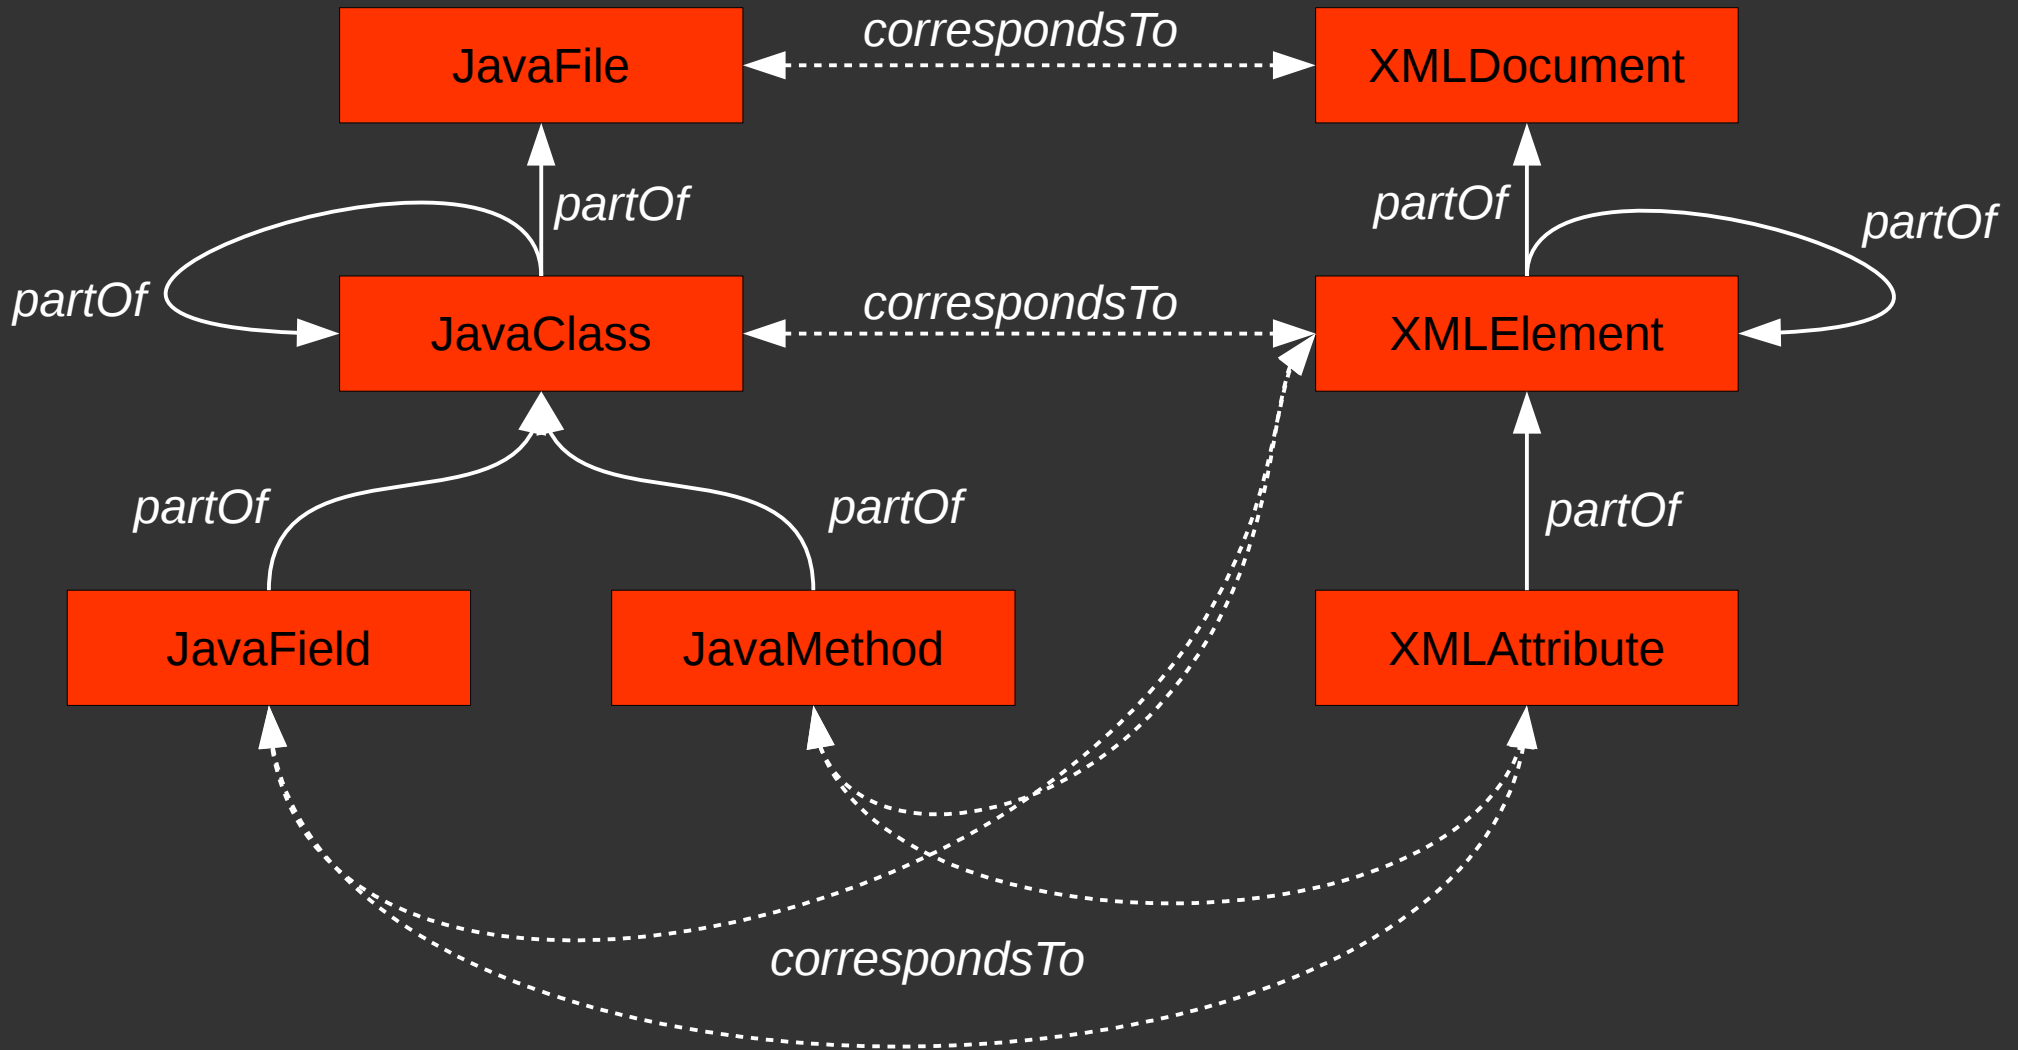 JavaFile
correspondsTo
XMLDocument
partOf
partOf
partOf
partOf
JavaClass
correspondsTo
XMLElement
partOf
partOf
partOf
JavaField
JavaMethod
XMLAttribute
correspondsTo